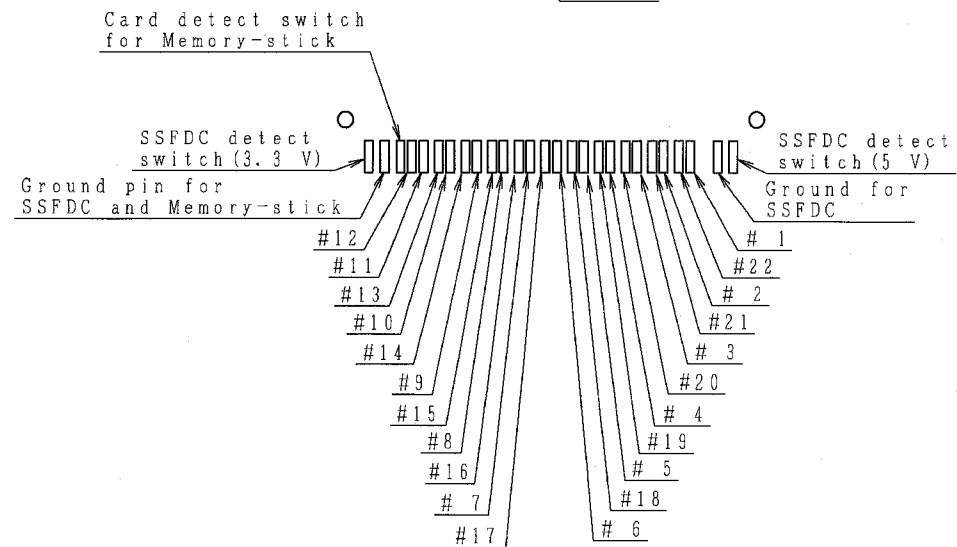 Card detect switch
for Memory-stick
SSFDC detect
switch(3.3 V)
SSFDC detect
switch(5 V)
Ground pin for
SSFDC and Memory-stick
Ground for
SSFDC
#12
# 1
#11
#22
#13
# 2
#10
#21
#14
# 3
#9
#20
#15
# 4
#8
#19
#16
# 5
# 7
#18
#17
# 6